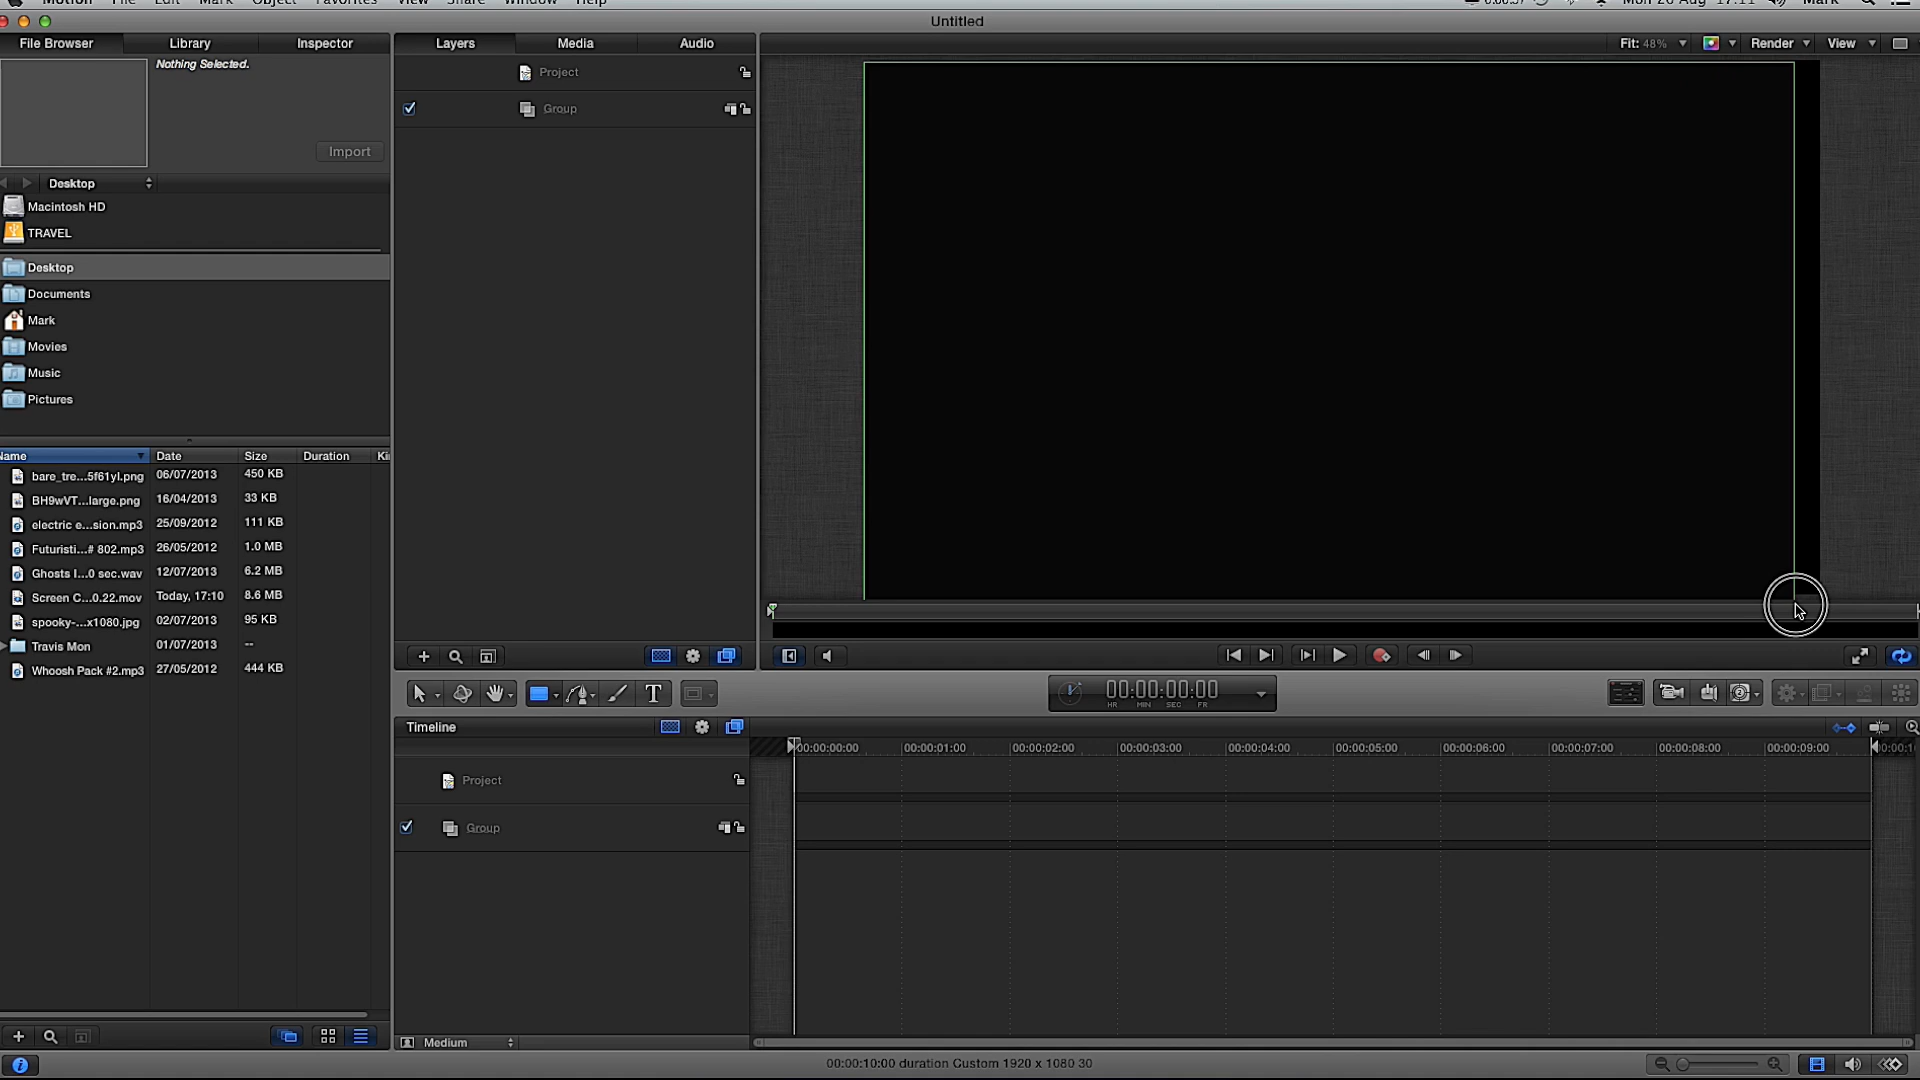 Motion File Edit Mark Object Favorites View Share Window Help 0:00:37 Mon 26 Aug 17:11 Mark
Untitled
File Browser Library Inspector Layers Media Audio Fit: 48% Render View
Nothing Selected.
Import
Desktop
Macintosh HD
TRAVEL
Desktop
Documents
Mark
Movies
Music
Pictures
Project
Group
Name Date Size Duration Ki
bare_tre...5f61yl.png 06/07/2013 450 KB
BH9wVT...large.png 16/04/2013 33 KB
electric e...sion.mp3 25/09/2012 111 KB
Futuristi...# 802.mp3 26/05/2012 1.0 MB
Ghosts I...0 sec.wav 12/07/2013 6.2 MB
Screen C...0.22.mov Today, 17:10 8.6 MB
spooky-...x1080.jpg 02/07/2013 95 KB
Travis Mon 01/07/2013 --
Whoosh Pack #2.mp3 27/05/2012 444 KB
T
00:00:00:00
HR MIN SEC FR
Timeline
00:00:00:00 00:00:01:00 00:00:02:00 00:00:03:00 00:00:04:00 00:00:05:00 00:00:06:00 00:00:07:00 00:00:08:00 00:00:09:00 00:00:1
Project
Group
Medium
00:00:10:00 duration Custom 1920 x 1080 30